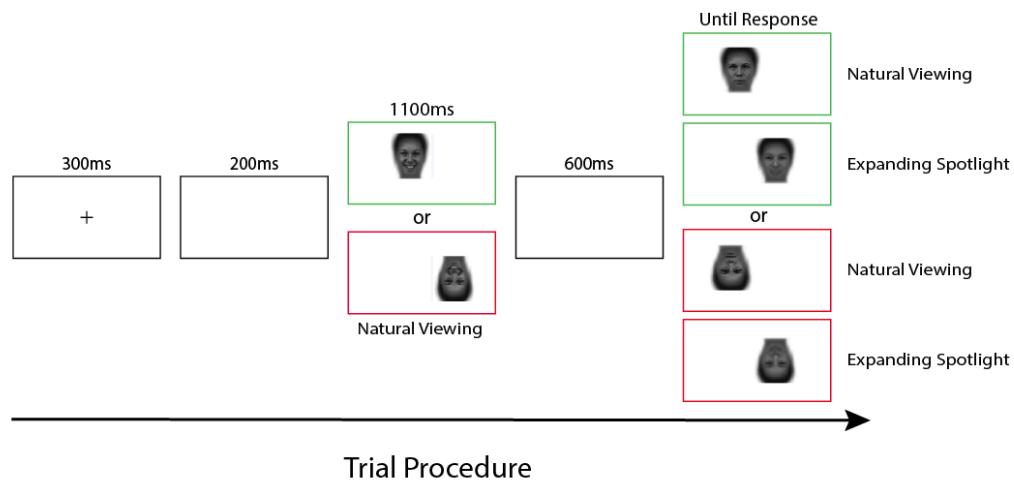 300ms
200ms
1100ms
or
Natural Viewing
600ms
Until Response
Natural Viewing
Expanding Spotlight
or
Natural Viewing
Expanding Spotlight
Trial Procedure